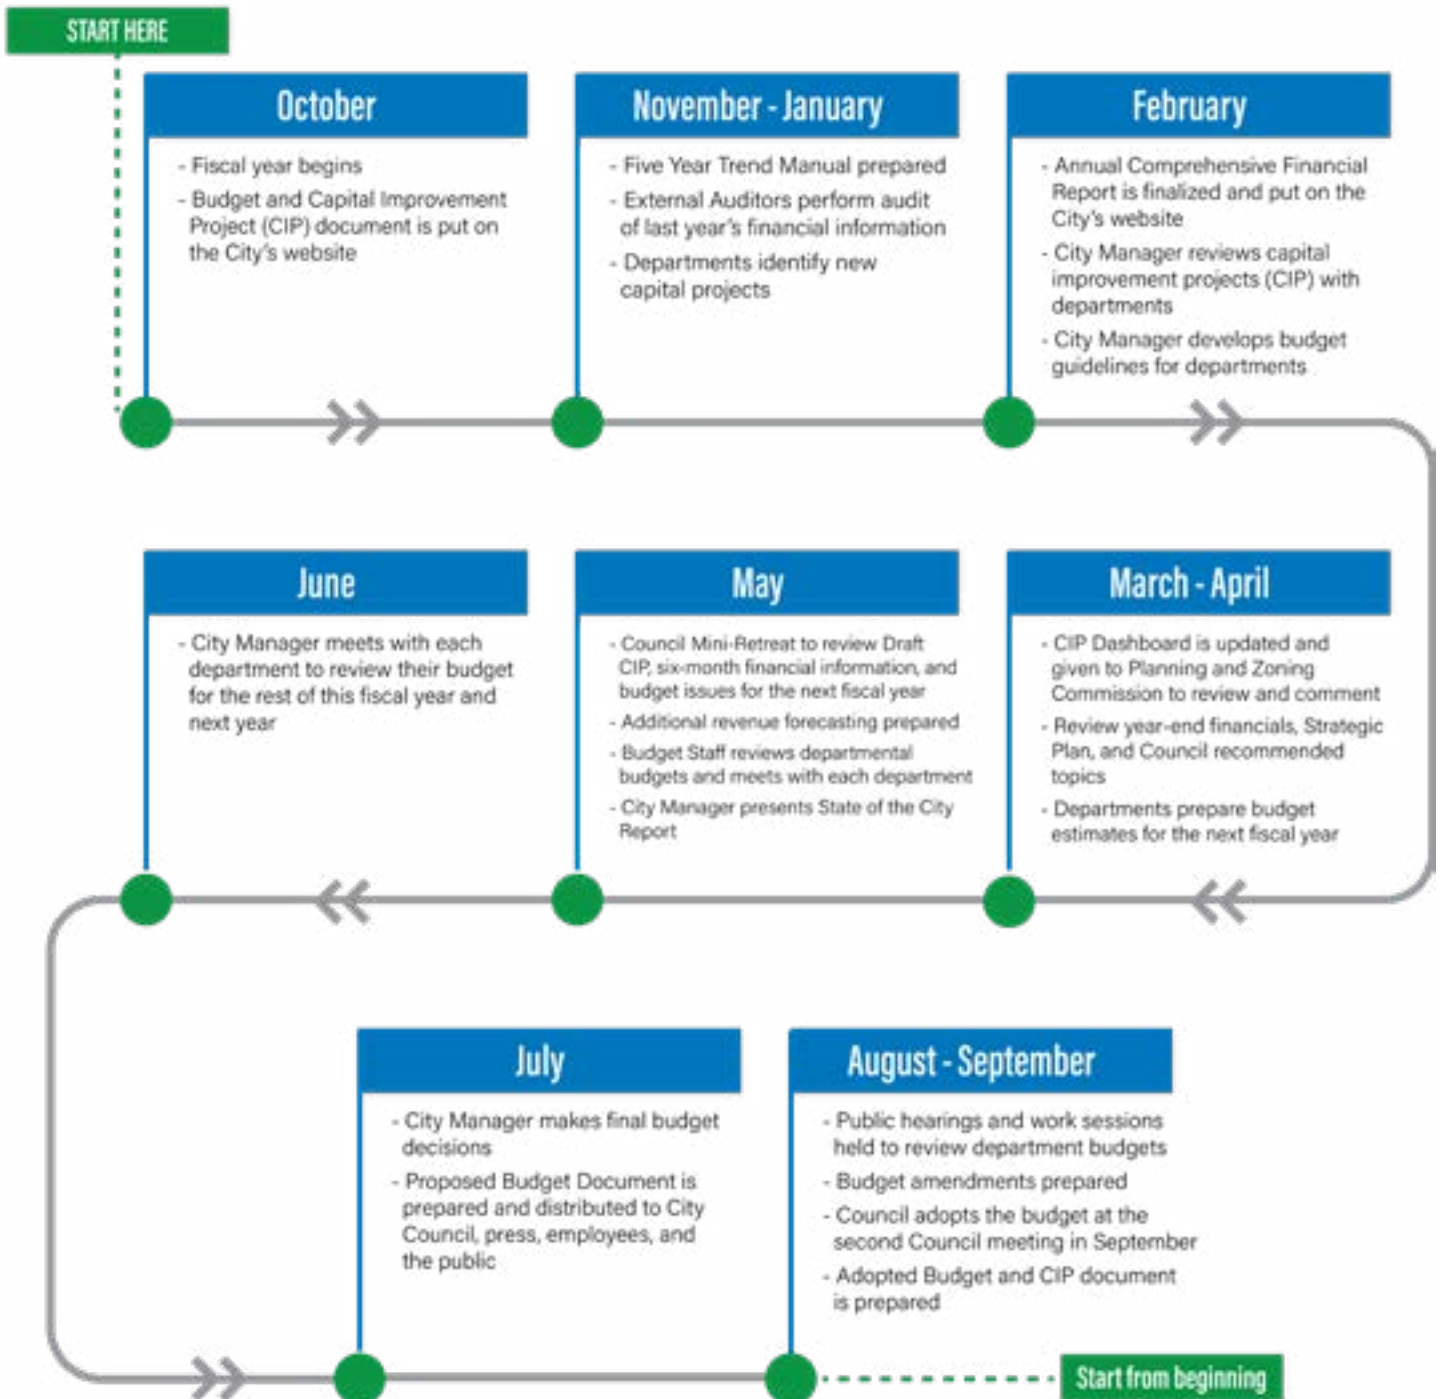 START HERE
October
- Fiscal year begins
- Budget and Capital Improvement
Project (CIP) document is put on
the City's website
November - January
- Five Year Trend Manual prepared
- External Auditors perform audit
of last year's financial information
- Departments identify new
capital projects
February
- Annual Comprehensive Financial
Report is finalized and put on the
City's website
- City Manager reviews capital
improvement projects (CIP) with
departments
- City Manager develops budget
guidelines for departments
March - April
- CIP Dashboard is updated and
given to Planning and Zoning
Commission to review and comment
- Review year-end financials, Strategic
Plan, and Council recommended
topics
- Departments prepare budget
estimates for the next fiscal year
May
- Council Mini-Retreat to review Draft
CIP, six-month financial information, and
budget issues for the next fiscal year
- Additional revenue forecasting prepared
- Budget Staff reviews departmental
budgets and meets with each department
- City Manager presents State of the City
Report
June
- City Manager meets with each
department to review their budget
for the rest of this fiscal year and
next year
July
- City Manager makes final budget
decisions
- Proposed Budget Document is
prepared and distributed to City
Council, press, employees, and
the public
August - September
- Public hearings and work sessions
held to review department budgets
- Budget amendments prepared
- Council adopts the budget at the
second Council meeting in September
- Adopted Budget and CIP document
is prepared
Start from beginning